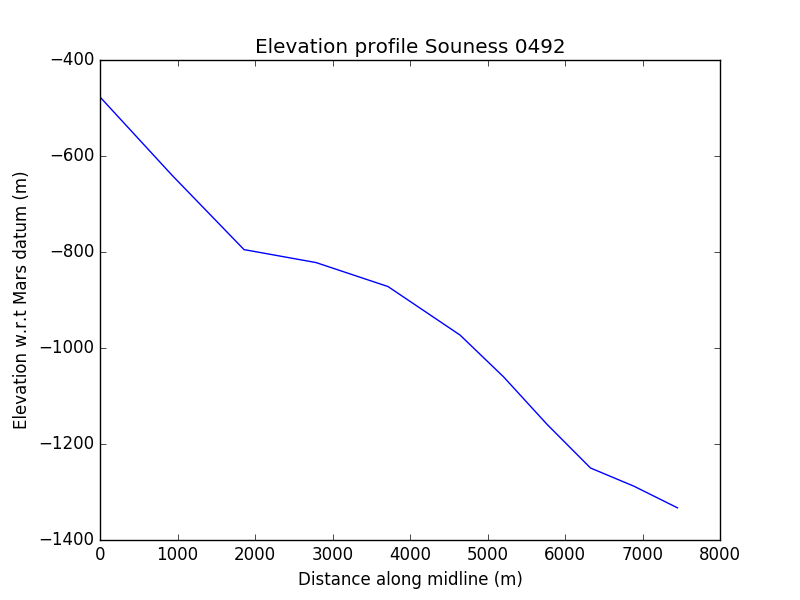 Elevation profile Souness 0492
−400
−600
−800
−1000
−1200
−1400
Elevation w.r.t Mars datum (m)
0 1000 2000 3000 4000 5000 6000 7000 8000
Distance along midline (m)